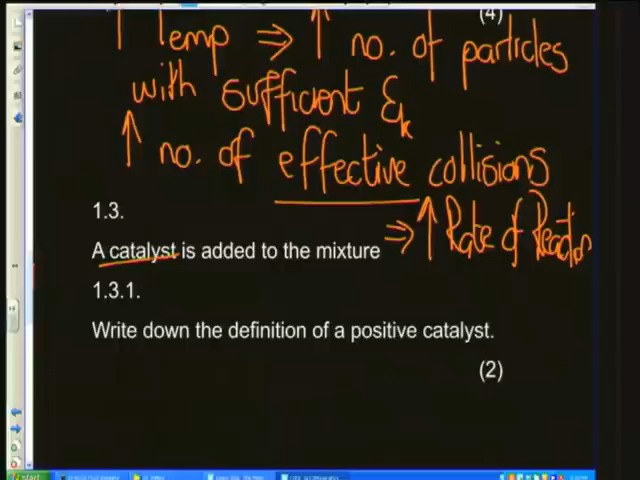 (4)
↑ Temp ⇒ ↑ no. of particles
with sufficient Ek
↑ no. of effective collisions
⇒ ↑ Rate of Reaction
1.3.
A catalyst is added to the mixture
1.3.1.
Write down the definition of a positive catalyst.
(2)
start